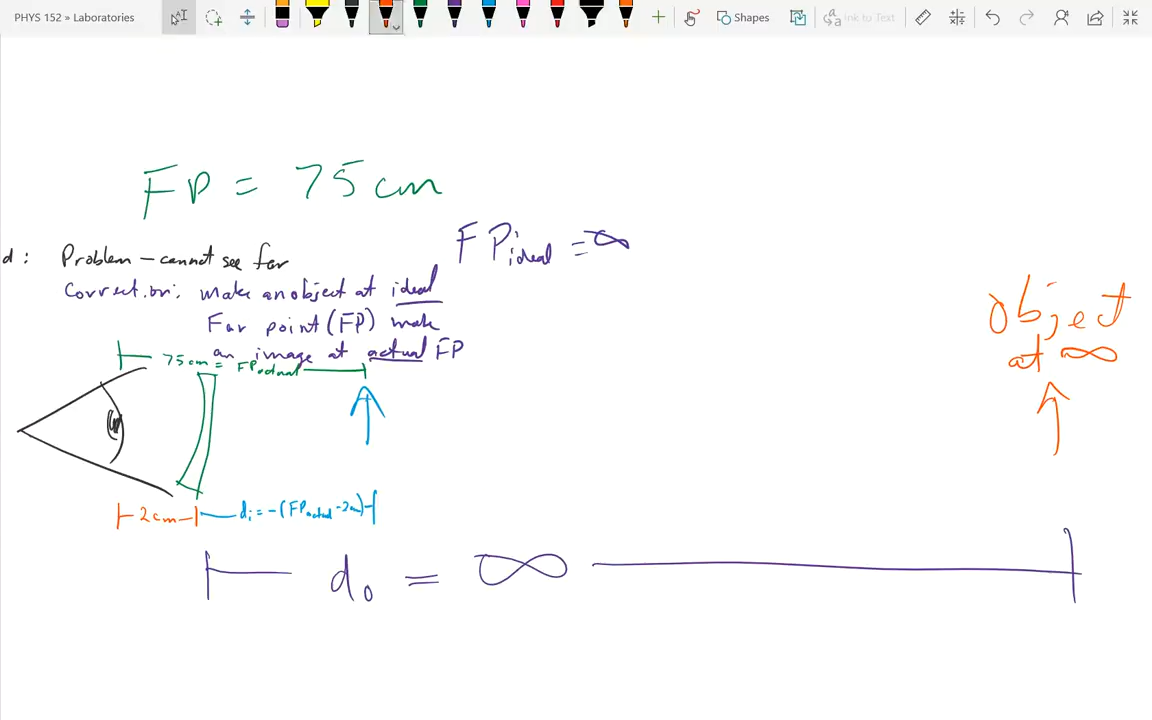 PHYS 152 » Laboratories
Shapes
Ink to Text
FP = 75 cm
FP ideal = ∞
d : Problem – cannot see far
Correction: make an object at ideal
Far point (FP) make
an image at actual FP
75 cm = FP actual
object
at ∞
2 cm
di = -(FP actual - 2cm)
do = ∞